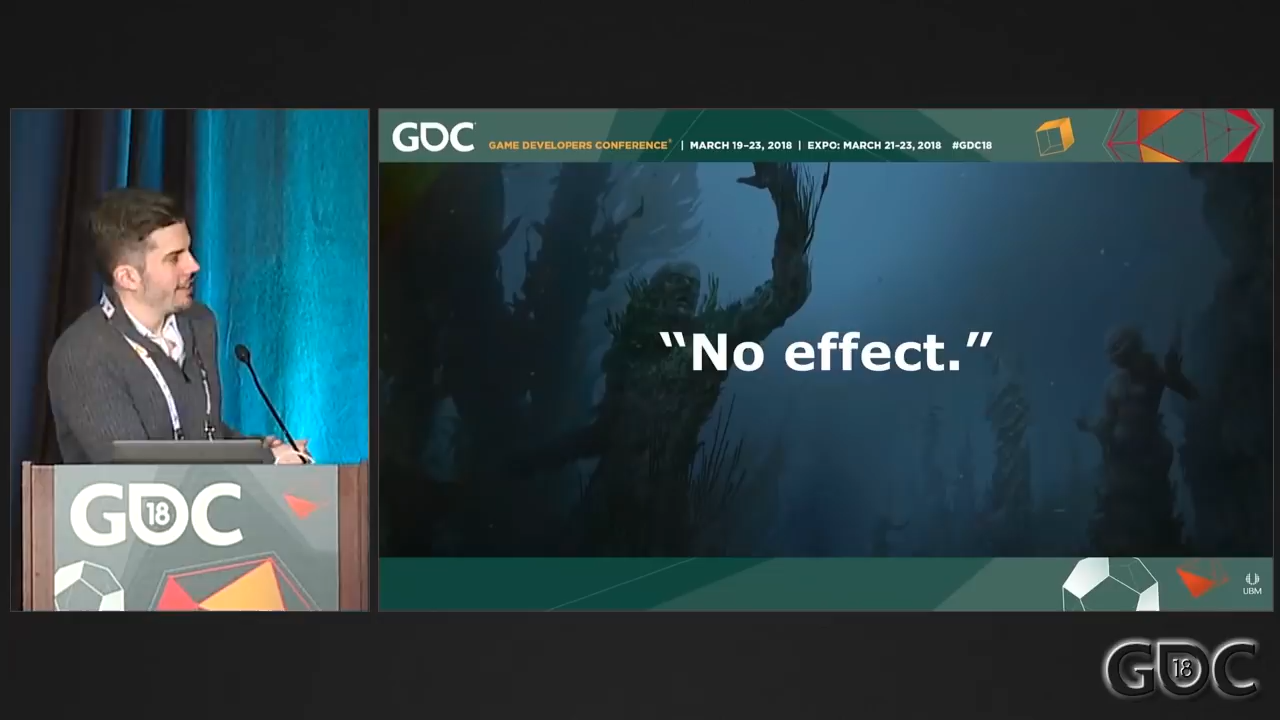 GDC
GAME DEVELOPERS CONFERENCE® | MARCH 19–23, 2018 | EXPO: MARCH 21–23, 2018 #GDC18
“No effect.”
GDC
18
UBM
GDC
18